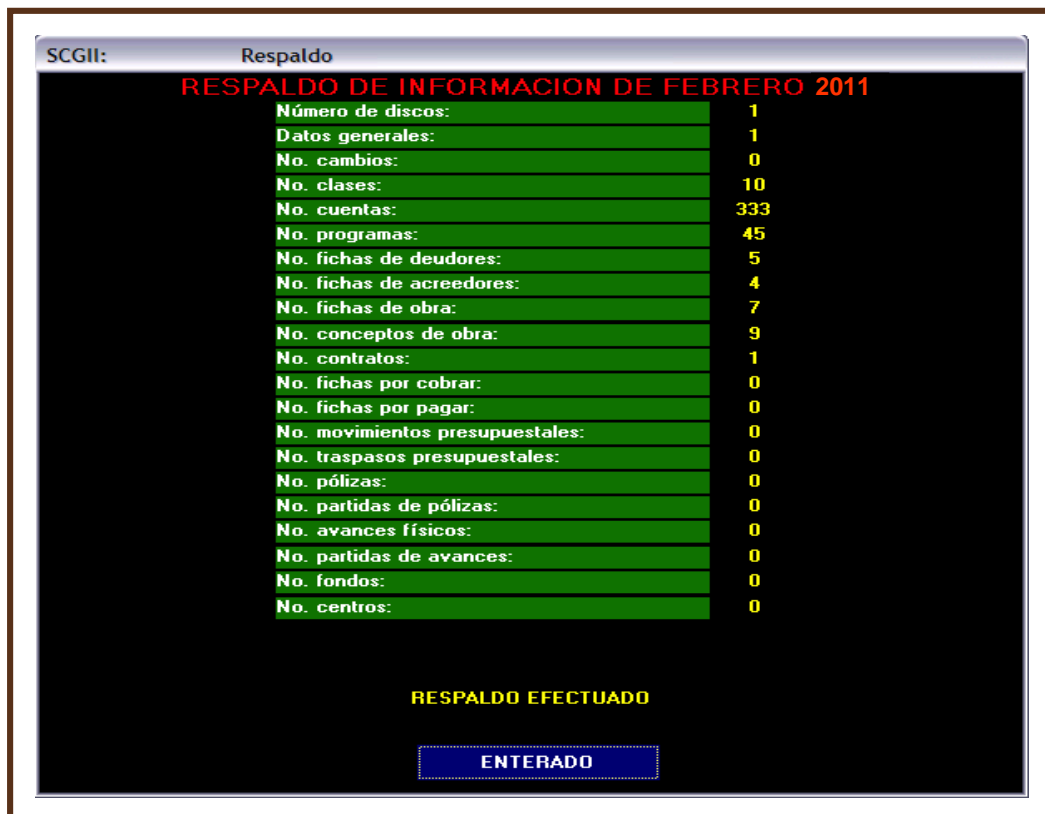 SCGII: Respaldo
RESPALDO DE INFORMACION DE FEBRERO 2011
Número de discos: 1
Datos generales: 1
No. cambios: 0
No. clases: 10
No. cuentas: 333
No. programas: 45
No. fichas de deudores: 5
No. fichas de acreedores: 4
No. fichas de obra: 7
No. conceptos de obra: 9
No. contratos: 1
No. fichas por cobrar: 0
No. fichas por pagar: 0
No. movimientos presupuestales: 0
No. traspasos presupuestales: 0
No. pólizas: 0
No. partidas de pólizas: 0
No. avances físicos: 0
No. partidas de avances: 0
No. fondos: 0
No. centros: 0
RESPALDO EFECTUADO
ENTERADO